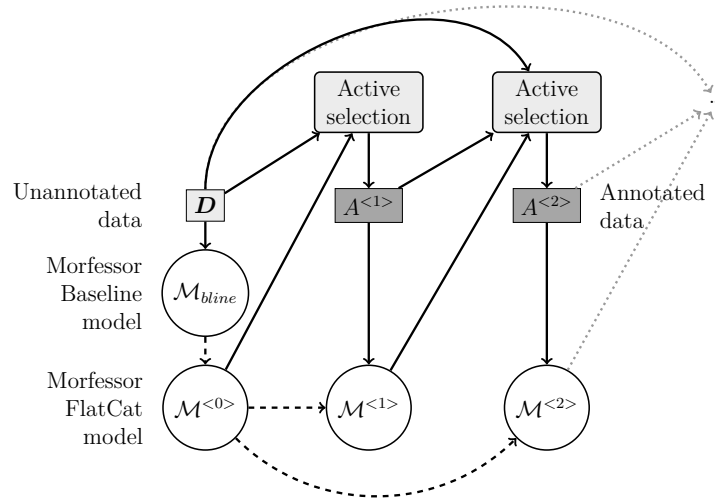 Active
selection
Active
selection
Unannotated
data
D
A<1>
A<2>
Annotated
data
Morfessor
Baseline
model
Mbline
Morfessor
FlatCat
model
M<0>
M<1>
M<2>